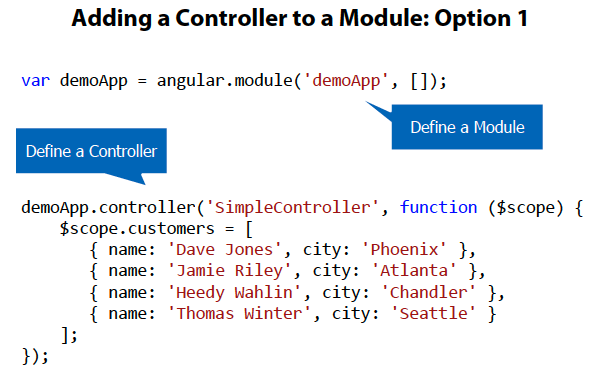 Adding a Controller to a Module: Option 1
var demoApp = angular.module('demoApp', []);
Define a Module
Define a Controller
demoApp.controller('SimpleController', function ($scope) {
    $scope.customers = [
       { name: 'Dave Jones', city: 'Phoenix' },
       { name: 'Jamie Riley', city: 'Atlanta' },
       { name: 'Heedy Wahlin', city: 'Chandler' },
       { name: 'Thomas Winter', city: 'Seattle' }
    ];
});